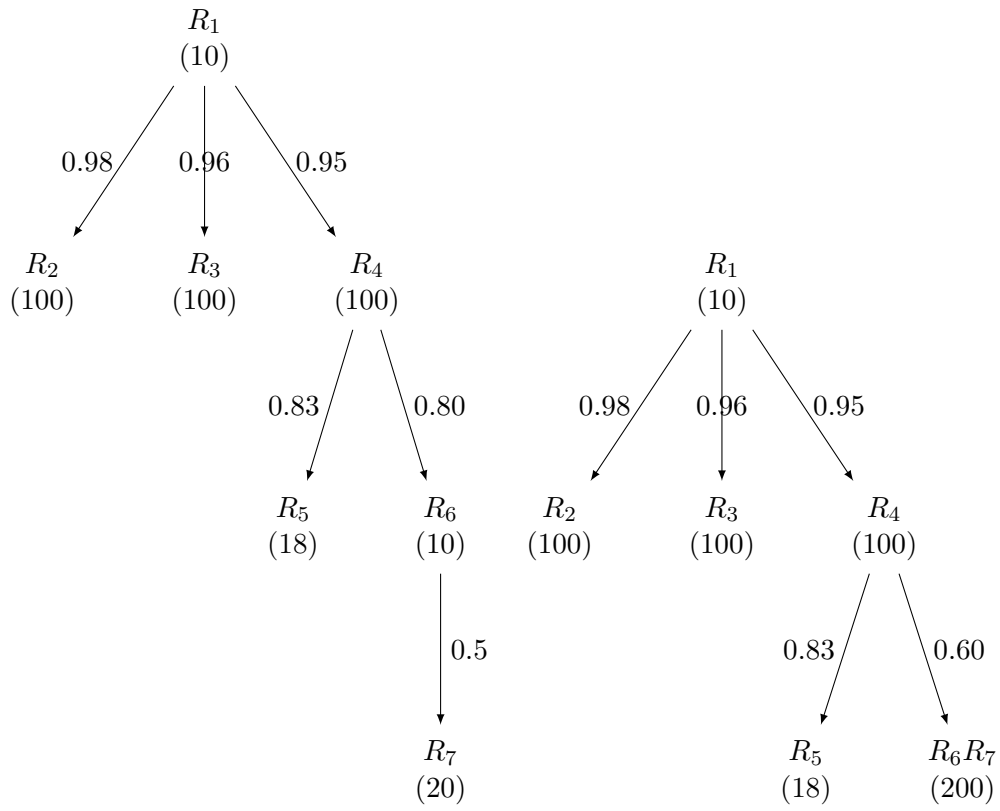 R₁
(10)
0.98 0.96 0.95
R₂ R₃ R₄
(100) (100) (100)
0.83 0.80
R₅ R₆
(18) (10)
0.5
R₇
(20)
R₁
(10)
0.98 0.96 0.95
R₂ R₃ R₄
(100) (100) (100)
0.83 0.60
R₅ R₆R₇
(18) (200)